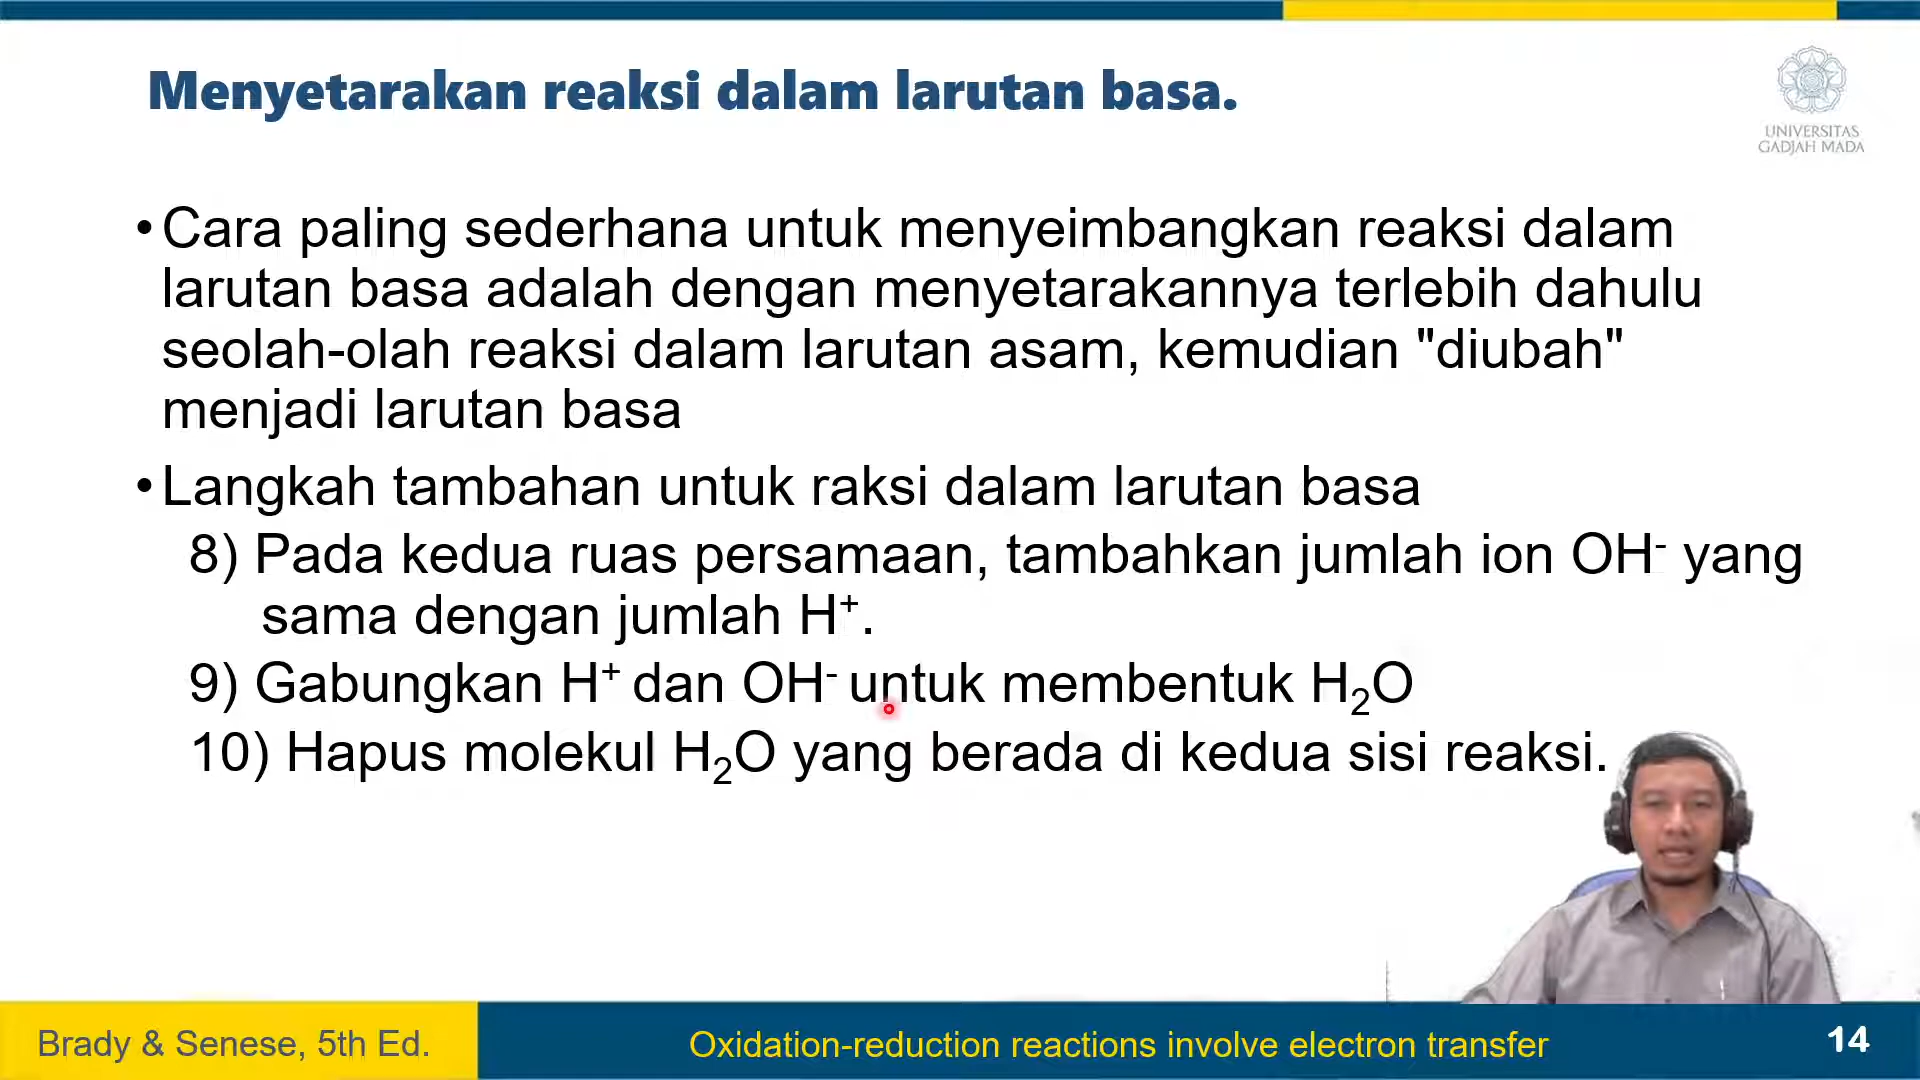 Menyetarakan reaksi dalam larutan basa.
UNIVERSITAS
GADJAH MADA
•Cara paling sederhana untuk menyeimbangkan reaksi dalam
larutan basa adalah dengan menyetarakannya terlebih dahulu
seolah-olah reaksi dalam larutan asam, kemudian "diubah"
menjadi larutan basa
•Langkah tambahan untuk raksi dalam larutan basa
8) Pada kedua ruas persamaan, tambahkan jumlah ion OH⁻ yang
sama dengan jumlah H⁺.
9) Gabungkan H⁺ dan OH⁻ untuk membentuk H₂O
10) Hapus molekul H₂O yang berada di kedua sisi reaksi.
Brady & Senese, 5th Ed.
Oxidation-reduction reactions involve electron transfer
14